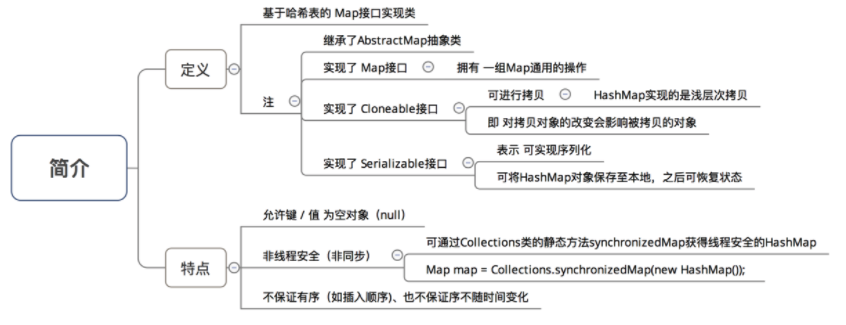 简介
定义
基于哈希表的 Map接口实现类
注
继承了AbstractMap抽象类
实现了 Map接口
拥有 一组Map通用的操作
实现了 Cloneable接口
可进行拷贝
HashMap实现的是浅层次拷贝
即 对拷贝对象的改变会影响被拷贝的对象
实现了 Serializable接口
表示 可实现序列化
可将HashMap对象保存至本地，之后可恢复状态
特点
允许键 / 值 为空对象（null）
非线程安全（非同步）
可通过Collections类的静态方法synchronizedMap获得线程安全的HashMap
Map map = Collections.synchronizedMap(new HashMap());
不保证有序（如插入顺序）、也不保证序不随时间变化